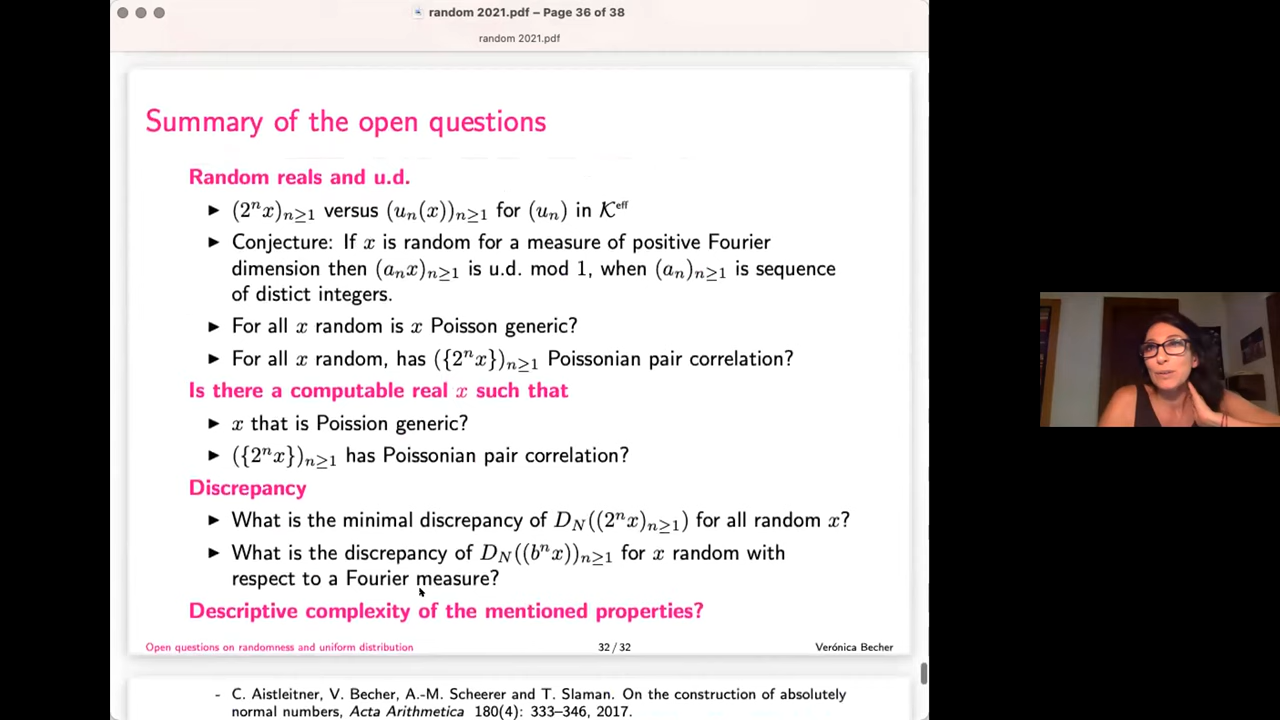 random 2021.pdf – Page 36 of 38
random 2021.pdf
Summary of the open questions
Random reals and u.d.
▶ (2ⁿx)ₙ≥₁ versus (uₙ(x))ₙ≥₁ for (uₙ) in 𝒦ᵉᶠᶠ
▶ Conjecture: If x is random for a measure of positive Fourier
dimension then (aₙx)ₙ≥₁ is u.d. mod 1, when (aₙ)ₙ≥₁ is sequence
of distict integers.
▶ For all x random is x Poisson generic?
▶ For all x random, has ({2ⁿx})ₙ≥₁ Poissonian pair correlation?
Is there a computable real x such that
▶ x that is Poission generic?
▶ ({2ⁿx})ₙ≥₁ has Poissonian pair correlation?
Discrepancy
▶ What is the minimal discrepancy of D_N((2ⁿx)ₙ≥₁) for all random x?
▶ What is the discrepancy of D_N((bⁿx))ₙ≥₁ for x random with
respect to a Fourier measure?
Descriptive complexity of the mentioned properties?
Open questions on randomness and uniform distribution 32 / 32 Verónica Becher
- C. Aistleitner, V. Becher, A.-M. Scheerer and T. Slaman. On the construction of absolutely
normal numbers, Acta Arithmetica 180(4): 333–346, 2017.